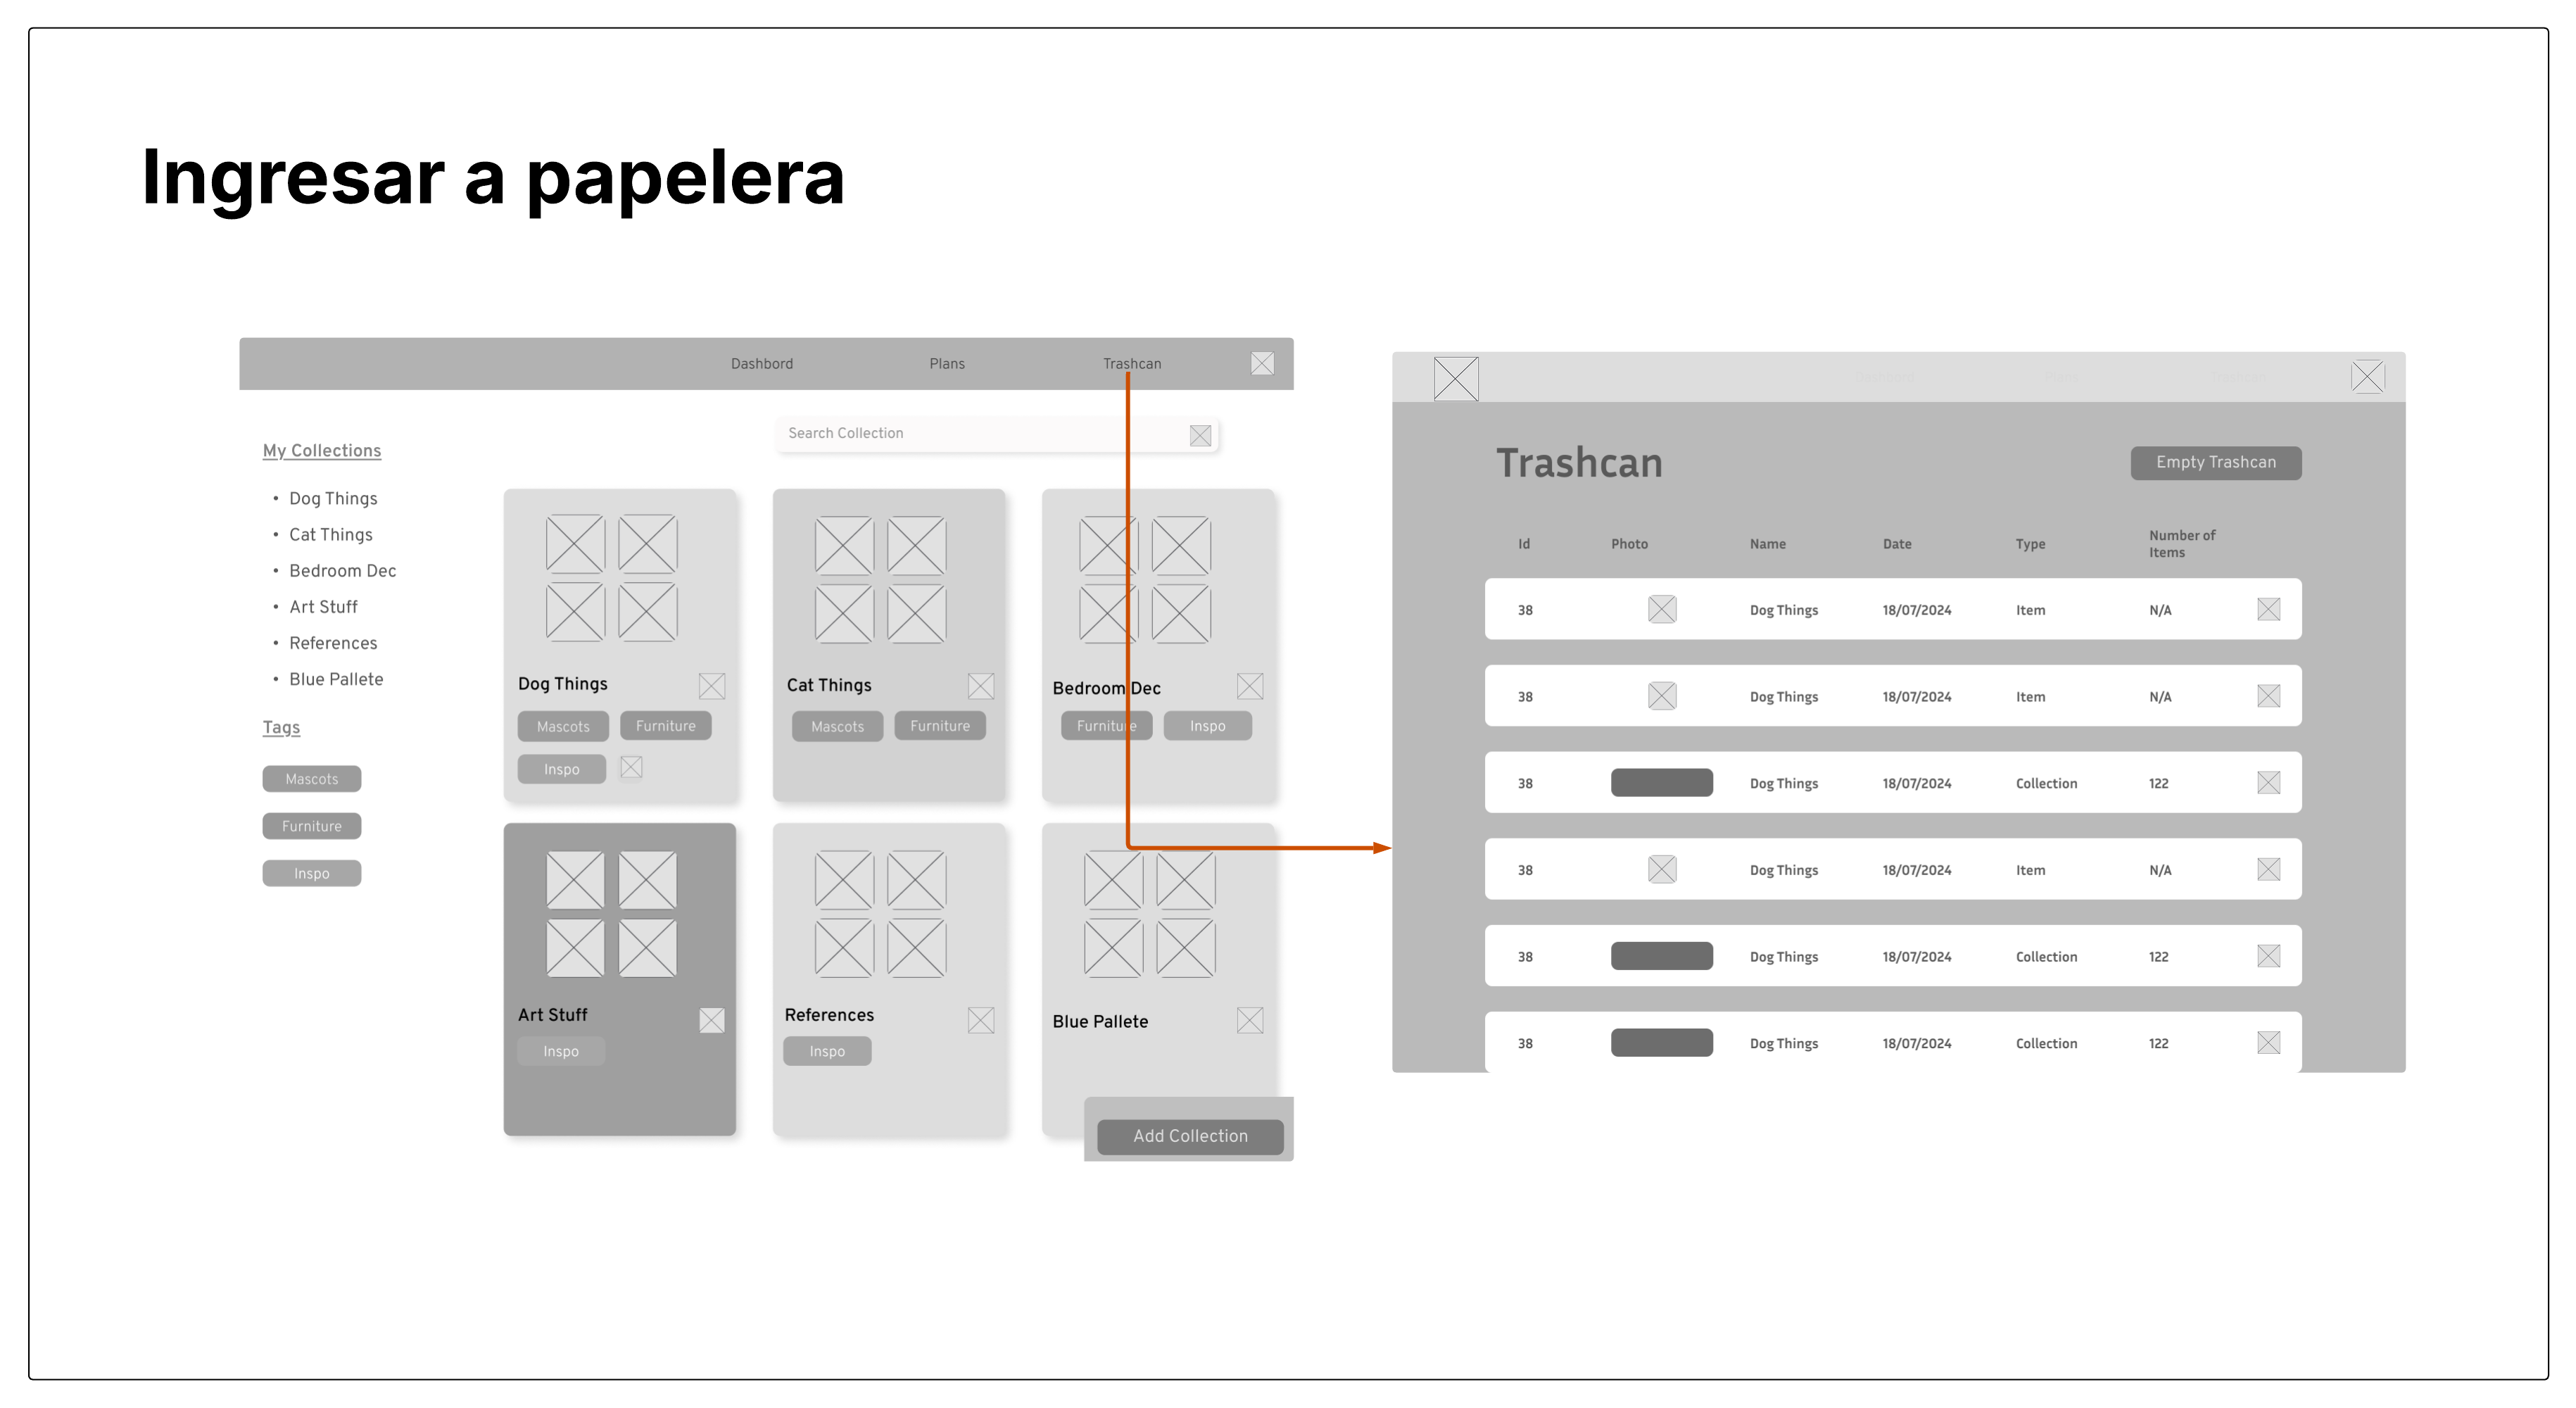 Ingresar a papelera
Dashbord
Plans
Trashcan
Search Collection
My Collections
• Dog Things
• Cat Things
• Bedroom Dec
• Art Stuff
• References
• Blue Pallete
Tags
Mascots
Furniture
Inspo
Dog Things
Mascots
Furniture
Inspo
Cat Things
Mascots
Furniture
Bedroom Dec
Furniture
Inspo
Art Stuff
Inspo
References
Inspo
Blue Pallete
Add Collection
Dashbord
Plans
Trashcan
Trashcan
Empty Trashcan
Id Photo Name Date Type Number of
Items
38 Dog Things 18/07/2024 Item N/A
38 Dog Things 18/07/2024 Item N/A
38 Dog Things 18/07/2024 Collection 122
38 Dog Things 18/07/2024 Item N/A
38 Dog Things 18/07/2024 Collection 122
38 Dog Things 18/07/2024 Collection 122